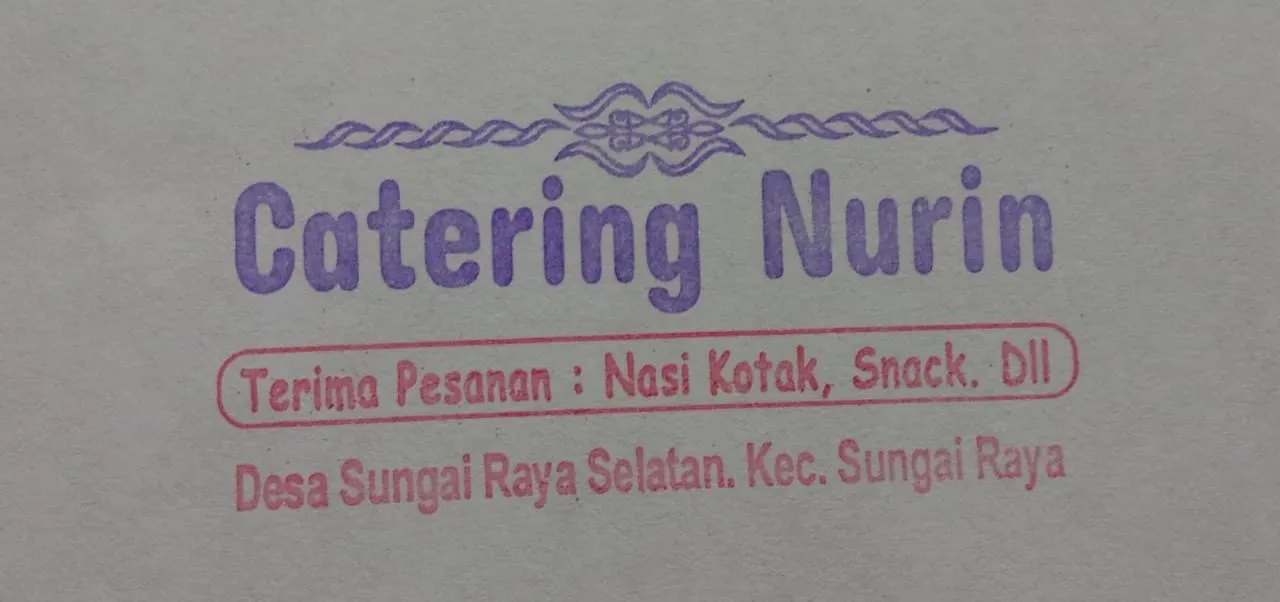 Catering Nurin
Terima Pesanan : Nasi Kotak, Snack. Dll
Desa Sungai Raya Selatan. Kec. Sungai Raya